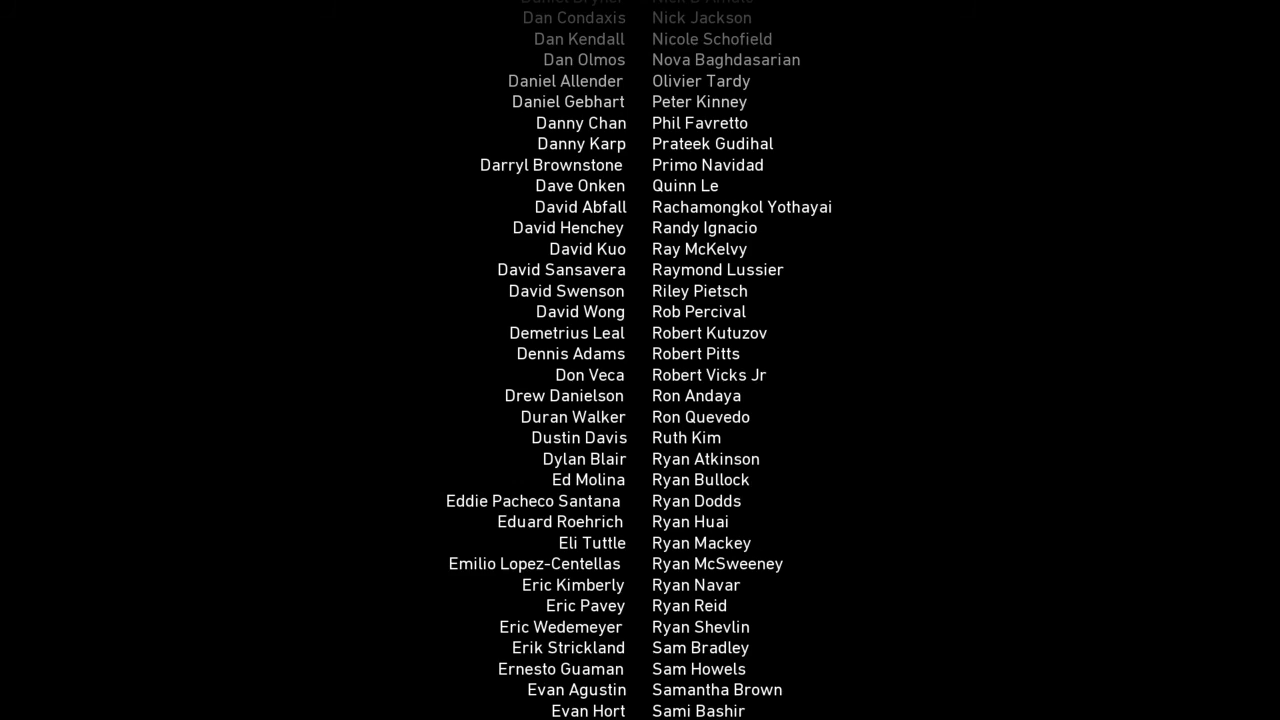 Dan Condaxis Nick Jackson
Dan Kendall Nicole Schofield
Dan Olmos Nova Baghdasarian
Daniel Allender Olivier Tardy
Daniel Gebhart Peter Kinney
Danny Chan Phil Favretto
Danny Karp Prateek Gudihal
Darryl Brownstone Primo Navidad
Dave Onken Quinn Le
David Abfall Rachamongkol Yothayai
David Henchey Randy Ignacio
David Kuo Ray McKelvy
David Sansavera Raymond Lussier
David Swenson Riley Pietsch
David Wong Rob Percival
Demetrius Leal Robert Kutuzov
Dennis Adams Robert Pitts
Don Veca Robert Vicks Jr
Drew Danielson Ron Andaya
Duran Walker Ron Quevedo
Dustin Davis Ruth Kim
Dylan Blair Ryan Atkinson
Ed Molina Ryan Bullock
Eddie Pacheco Santana Ryan Dodds
Eduard Roehrich Ryan Huai
Eli Tuttle Ryan Mackey
Emilio Lopez-Centellas Ryan McSweeney
Eric Kimberly Ryan Navar
Eric Pavey Ryan Reid
Eric Wedemeyer Ryan Shevlin
Erik Strickland Sam Bradley
Ernesto Guaman Sam Howels
Evan Agustin Samantha Brown
Evan Hort Sami Bashir